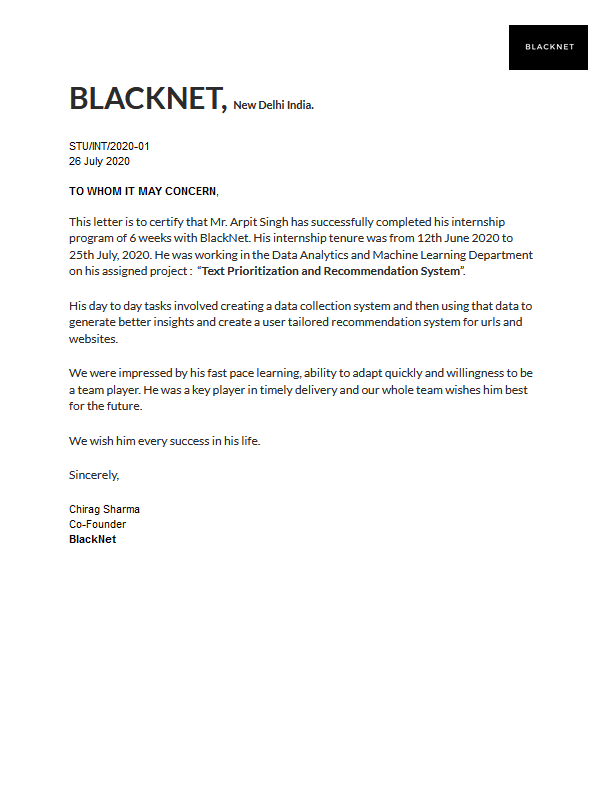 BLACKNET
BLACKNET, New Delhi India.
STU/INT/2020-01
26 July 2020
TO WHOM IT MAY CONCERN,
This letter is to certify that Mr. Arpit Singh has successfully completed his internship
program of 6 weeks with BlackNet. His internship tenure was from 12th June 2020 to
25th July, 2020. He was working in the Data Analytics and Machine Learning Department
on his assigned project : “Text Prioritization and Recommendation System”.
His day to day tasks involved creating a data collection system and then using that data to
generate better insights and create a user tailored recommendation system for urls and
websites.
We were impressed by his fast pace learning, ability to adapt quickly and willingness to be
a team player. He was a key player in timely delivery and our whole team wishes him best
for the future.
We wish him every success in his life.
Sincerely,
Chirag Sharma
Co-Founder
BlackNet